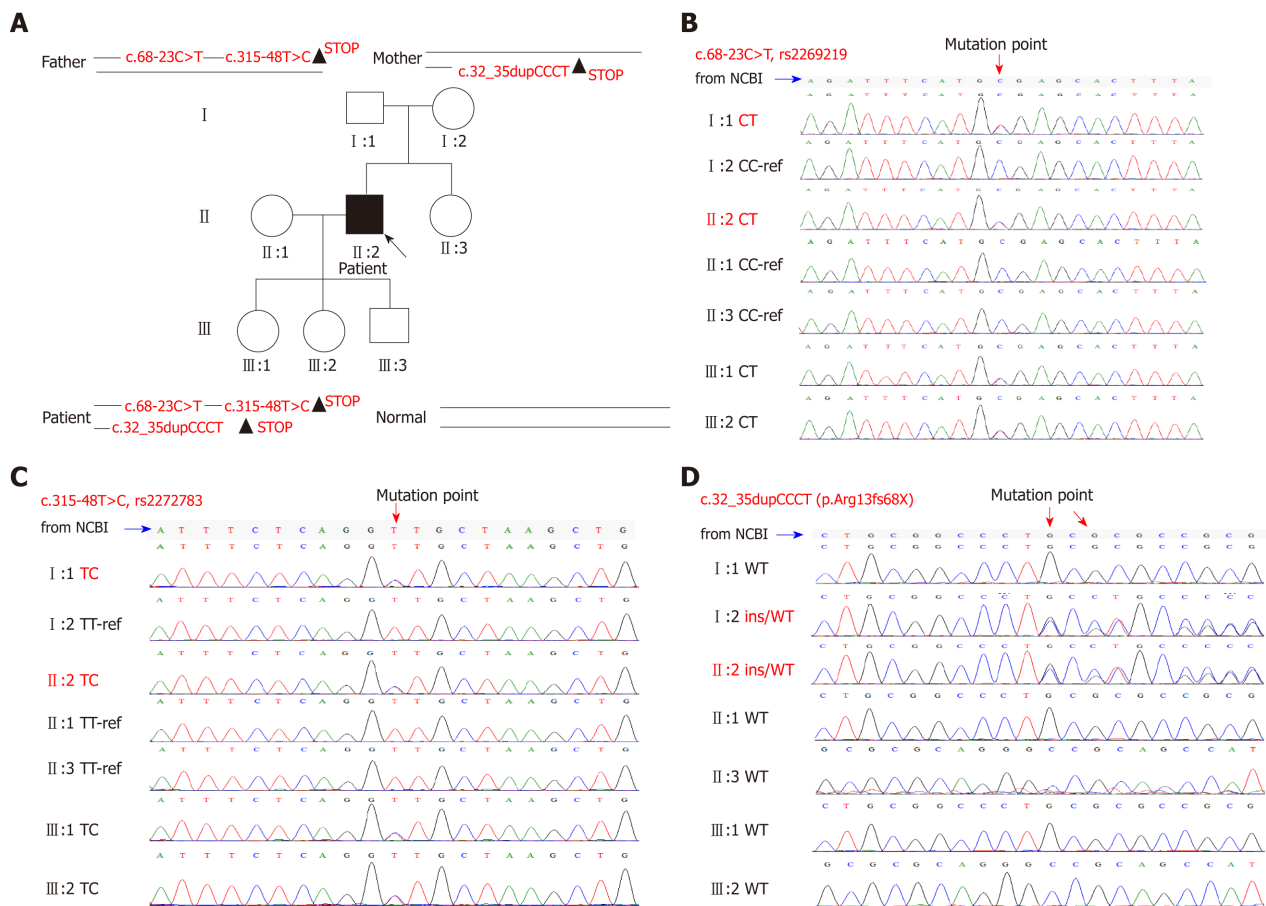 A
Father c.68-23C>T c.315-48T>C STOP
Mother c.32_35dupCCCT STOP
I
I:1 I:2
II
II:1 II:2 II:3
Patient
III
III:1 III:2 III:3
Patient c.68-23C>T c.315-48T>C STOP
c.32_35dupCCCT STOP
Normal
B
Mutation point
c.68-23C>T, rs2269219
from NCBI A G A T T T C A T G C G A G C A C T T T A
A G A T T T C A T G C G A G C A C T T T A
I:1 CT
A G A T T T C A T G C G A G C A C T T T A
I:2 CC-ref
A G A T T T C A T G C G A G C A C T T T A
II:2 CT
A G A T T T C A T G C G A G C A C T T T A
II:1 CC-ref
A G A T T T C A T G C G A G C A C T T T A
II:3 CC-ref
A G A T T T C A T G C G A G C A C T T T A
III:1 CT
A G A T T T C A T G C G A G C A C T T T A
III:2 CT
C
c.315-48T>C, rs2272783
Mutation point
from NCBI A T T T C T C A G G T T G C T A A G C T G
A T T T C T C A G G T T G C T A A G C T G
I:1 TC
A T T T C T C A G G T T G C T A A G C T G
I:2 TT-ref
A T T T C T C A G G T T G C T A A G C T G
II:2 TC
A T T T C T C A G G T T G C T A A G C T G
II:1 TT-ref
A T T T C T C A G G T T G C T A A G C T G
II:3 TT-ref
A T T T C T C A G G T T G C T A A G C T G
III:1 TC
A T T T C T C A G G T T G C T A A G C T G
III:2 TC
D
c.32_35dupCCCT (p.Arg13fs68X)
Mutation point
from NCBI C T G C G G C C C T G C G C G C C G C G
C T G C G G C C C T G C G C G C C G C G
I:1 WT
C T G C G G C C C T G C C T G C C C C C
I:2 ins/WT
C T G C G G C C C T G C C T G C C C C C
II:2 ins/WT
C T G C G G C C C T G C G C G C C G C G
II:1 WT
G C G C G C A G G G C C G C A G C C A T
II:3 WT
C T G C G G C C C T G C G C G C C G C G
III:1 WT
G C G C G C A G G G C C G C A G C C A T
III:2 WT